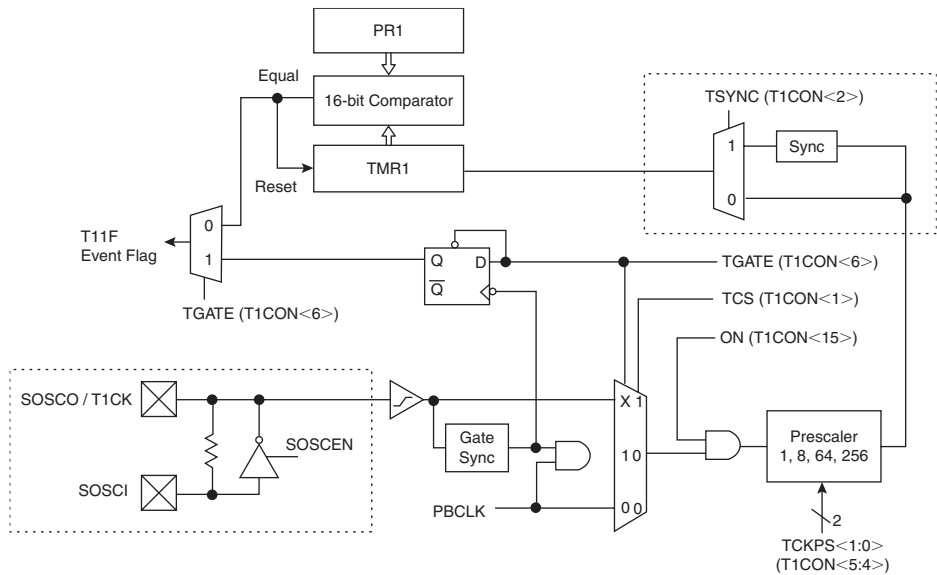 PR1
Equal
16-bit Comparator
TSYNC (T1CON<2>)
1
Sync
TMR1
Reset
0
0
T11F
Event Flag
1
Q
D
TGATE (T1CON<6>)
Q
TCS (T1CON<1>)
TGATE (T1CON<6>)
ON (T1CON<15>)
SOSCO / T1CK
X 1
Prescaler
1, 8, 64, 256
Gate
Sync
SOSCEN
1 0
SOSCI
PBCLK
0 0
2
TCKPS<1:0>
(T1CON<5:4>)